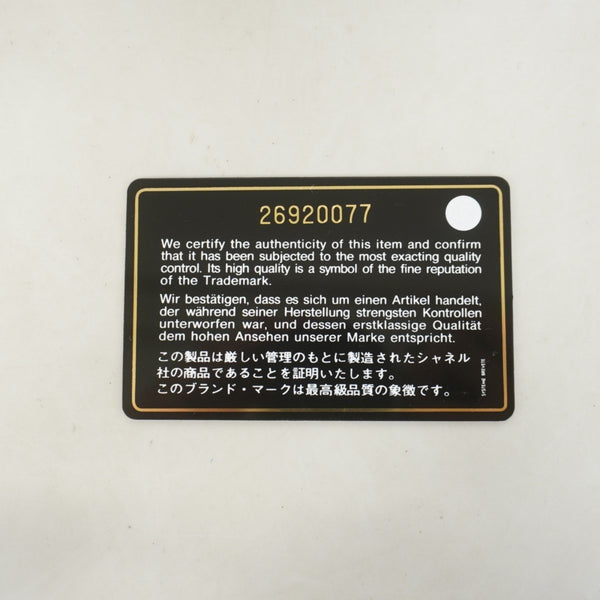 26920077
We certify the authenticity of this item and confirm
that it has been subjected to the most exacting quality
control. Its high quality is a symbol of the fine reputation
of the Trademark.
Wir bestätigen, dass es sich um einen Artikel handelt,
der während seiner Herstellung strengsten Kontrollen
unterworfen war, und dessen erstklassige Qualität
dem hohen Ansehen unserer Marke entspricht.
この製品は厳しい管理のもとに製造されたシャネル
社の商品であることを証明いたします。
このブランド・マークは最高級品質の象徴です。